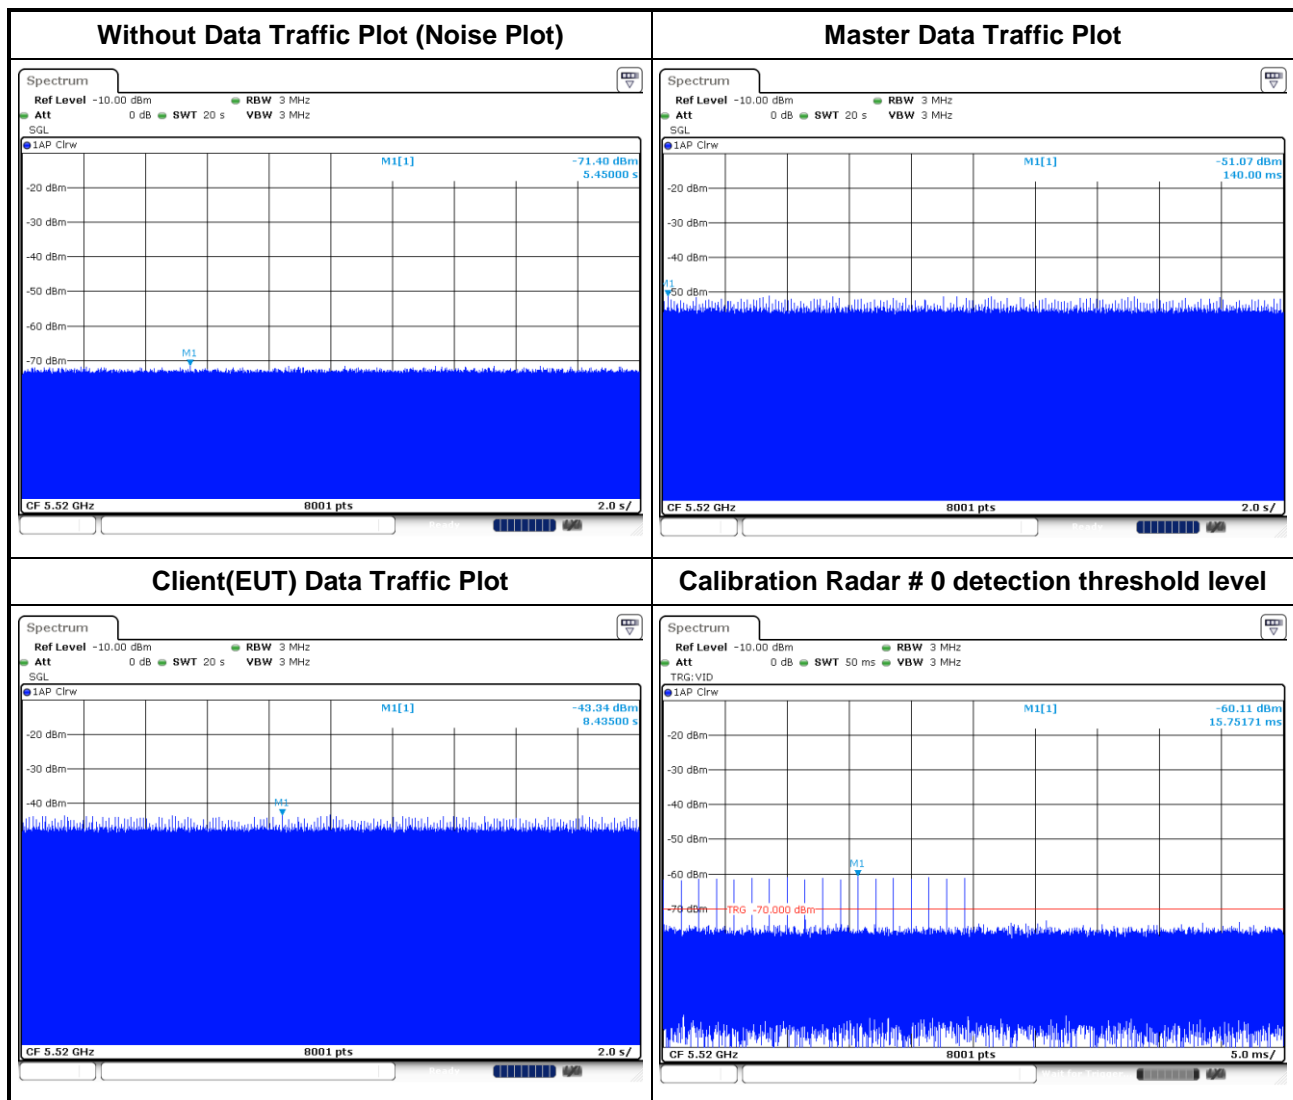 Without Data Traffic Plot (Noise Plot)
Spectrum
Ref Level -10.00 dBm RBW 3 MHz
Att 0 dB SWT 20 s VBW 3 MHz
SGL
1AP Clrw
M1[1] -71.40 dBm
5.45000 s
-20 dBm
-30 dBm
-40 dBm
-50 dBm
-60 dBm
M1
-70 dBm
CF 5.52 GHz 8001 pts 2.0 s/
Ready
Master Data Traffic Plot
Spectrum
Ref Level -10.00 dBm RBW 3 MHz
Att 0 dB SWT 20 s VBW 3 MHz
SGL
1AP Clrw
M1[1] -51.07 dBm
140.00 ms
-20 dBm
-30 dBm
-40 dBm
M1
-50 dBm
CF 5.52 GHz 8001 pts 2.0 s/
Ready
Client(EUT) Data Traffic Plot
Spectrum
Ref Level -10.00 dBm RBW 3 MHz
Att 0 dB SWT 20 s VBW 3 MHz
SGL
1AP Clrw
M1[1] -43.34 dBm
8.43500 s
-20 dBm
-30 dBm
-40 dBm
M1
CF 5.52 GHz 8001 pts 2.0 s/
Ready
Calibration Radar # 0 detection threshold level
Spectrum
Ref Level -10.00 dBm RBW 3 MHz
Att 0 dB SWT 50 ms VBW 3 MHz
TRG:VID
1AP Clrw
M1[1] -60.11 dBm
15.75171 ms
-20 dBm
-30 dBm
-40 dBm
-50 dBm
M1
-60 dBm
-70 dBm TRG -70.000 dBm
CF 5.52 GHz 8001 pts 5.0 ms/
Wait for Trigger